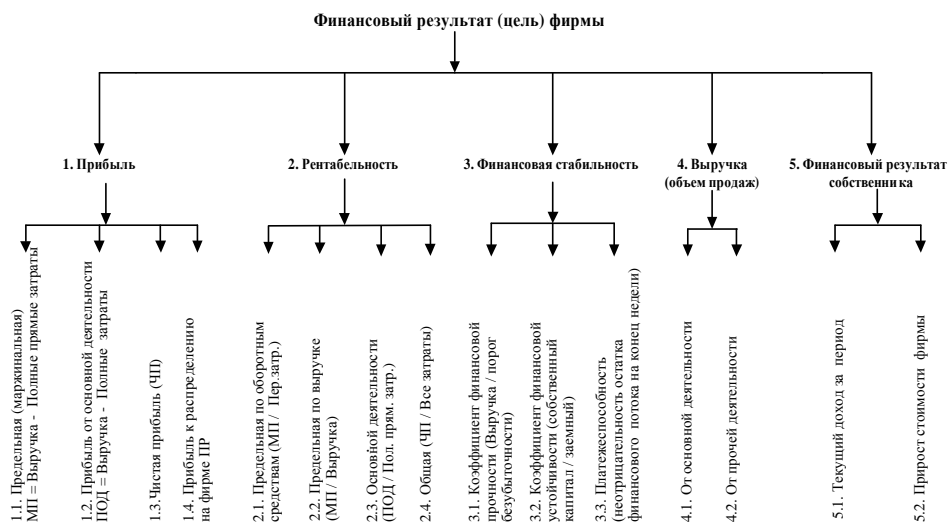 Финансовый результат (цель) фирмы
1. Прибыль
2. Рентабельность
3. Финансовая стабильность
4. Выручка
(объем продаж)
5. Финансовый результат
собственника
1.1. Предельная (маржинальная)
МП = Выручка - Полные прямые затраты
1.2. Прибыль от основной деятельности
ПОД = Выручка - Полные затраты
1.3.Чистая прибыль (ЧП)
1.4. Прибыль к распределению
на фирме ПР
2.1. Предельная по оборотным
средствам (МП / Пер.затр.)
2.2. Предельная по выручке
(МП / Выручка)
2.3. Основной деятельности
(ПОД / Пол. прям. затр.)
2.4. Общая (ЧП / Все затраты)
3.1. Коэффициент финансовой
прочности (Выручка / порог
безубыточности)
3.2. Коэффициент финансовой
устойчивости (собственный
капитал / заемный)
3.3. Платежеспособность
(неотрицательность остатка
финансового потока на конец недели)
4.1. От основной деятельности
4.2. От прочей деятельности
5.1. Текущий доход за период
5.2. Прирост стоимости фирмы